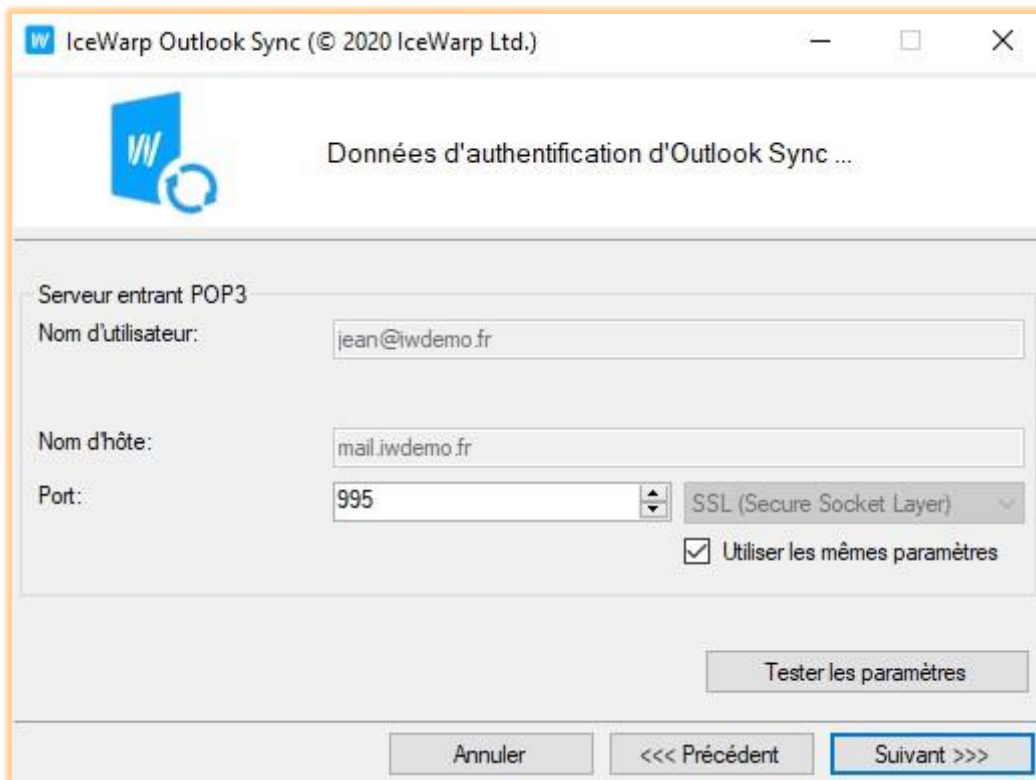 IceWarp Outlook Sync (© 2020 IceWarp Ltd.)
Données d'authentification d'Outlook Sync ...
Serveur entrant POP3
Nom d'utilisateur: jean@iwdemo.fr
Nom d'hôte: mail.iwdemo.fr
Port: 995 SSL (Secure Socket Layer)
Utiliser les mêmes paramètres
Tester les paramètres
Annuler <<< Précédent Suivant >>>